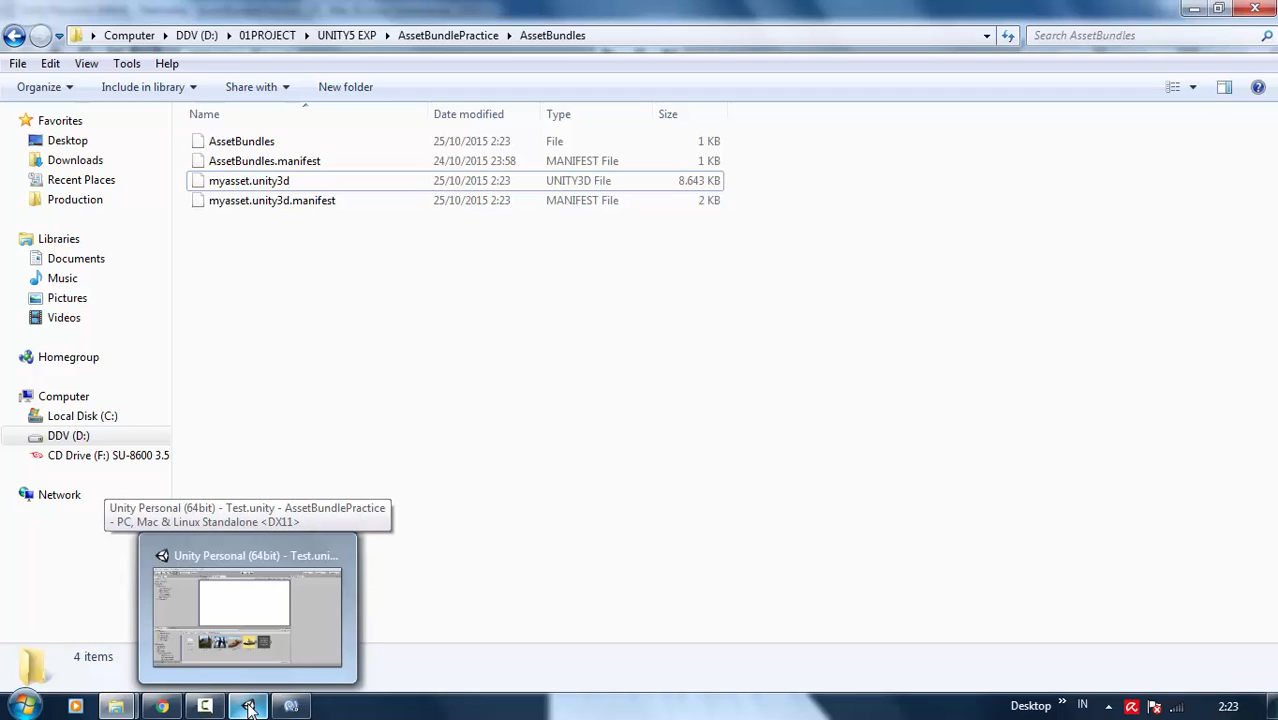 Computer DDV (D:) 01PROJECT UNITY5 EXP AssetBundlePractice AssetBundles
Search AssetBundles
File Edit View Tools Help
Organize Include in library Share with New folder
Name Date modified Type Size
AssetBundles 25/10/2015 2:23 File 1 KB
AssetBundles.manifest 24/10/2015 23:58 MANIFEST File 1 KB
myasset.unity3d 25/10/2015 2:23 UNITY3D File 8.643 KB
myasset.unity3d.manifest 25/10/2015 2:23 MANIFEST File 2 KB
Favorites
Desktop
Downloads
Recent Places
Production
Libraries
Documents
Music
Pictures
Videos
Homegroup
Computer
Local Disk (C:)
DDV (D:)
CD Drive (F:) SU-8600 3.5
Network
Unity Personal (64bit) - Test.unity - AssetBundlePractice
- PC, Mac & Linux Standalone <DX11>
Unity Personal (64bit) - Test.uni...
4 items
Desktop
IN
2:23